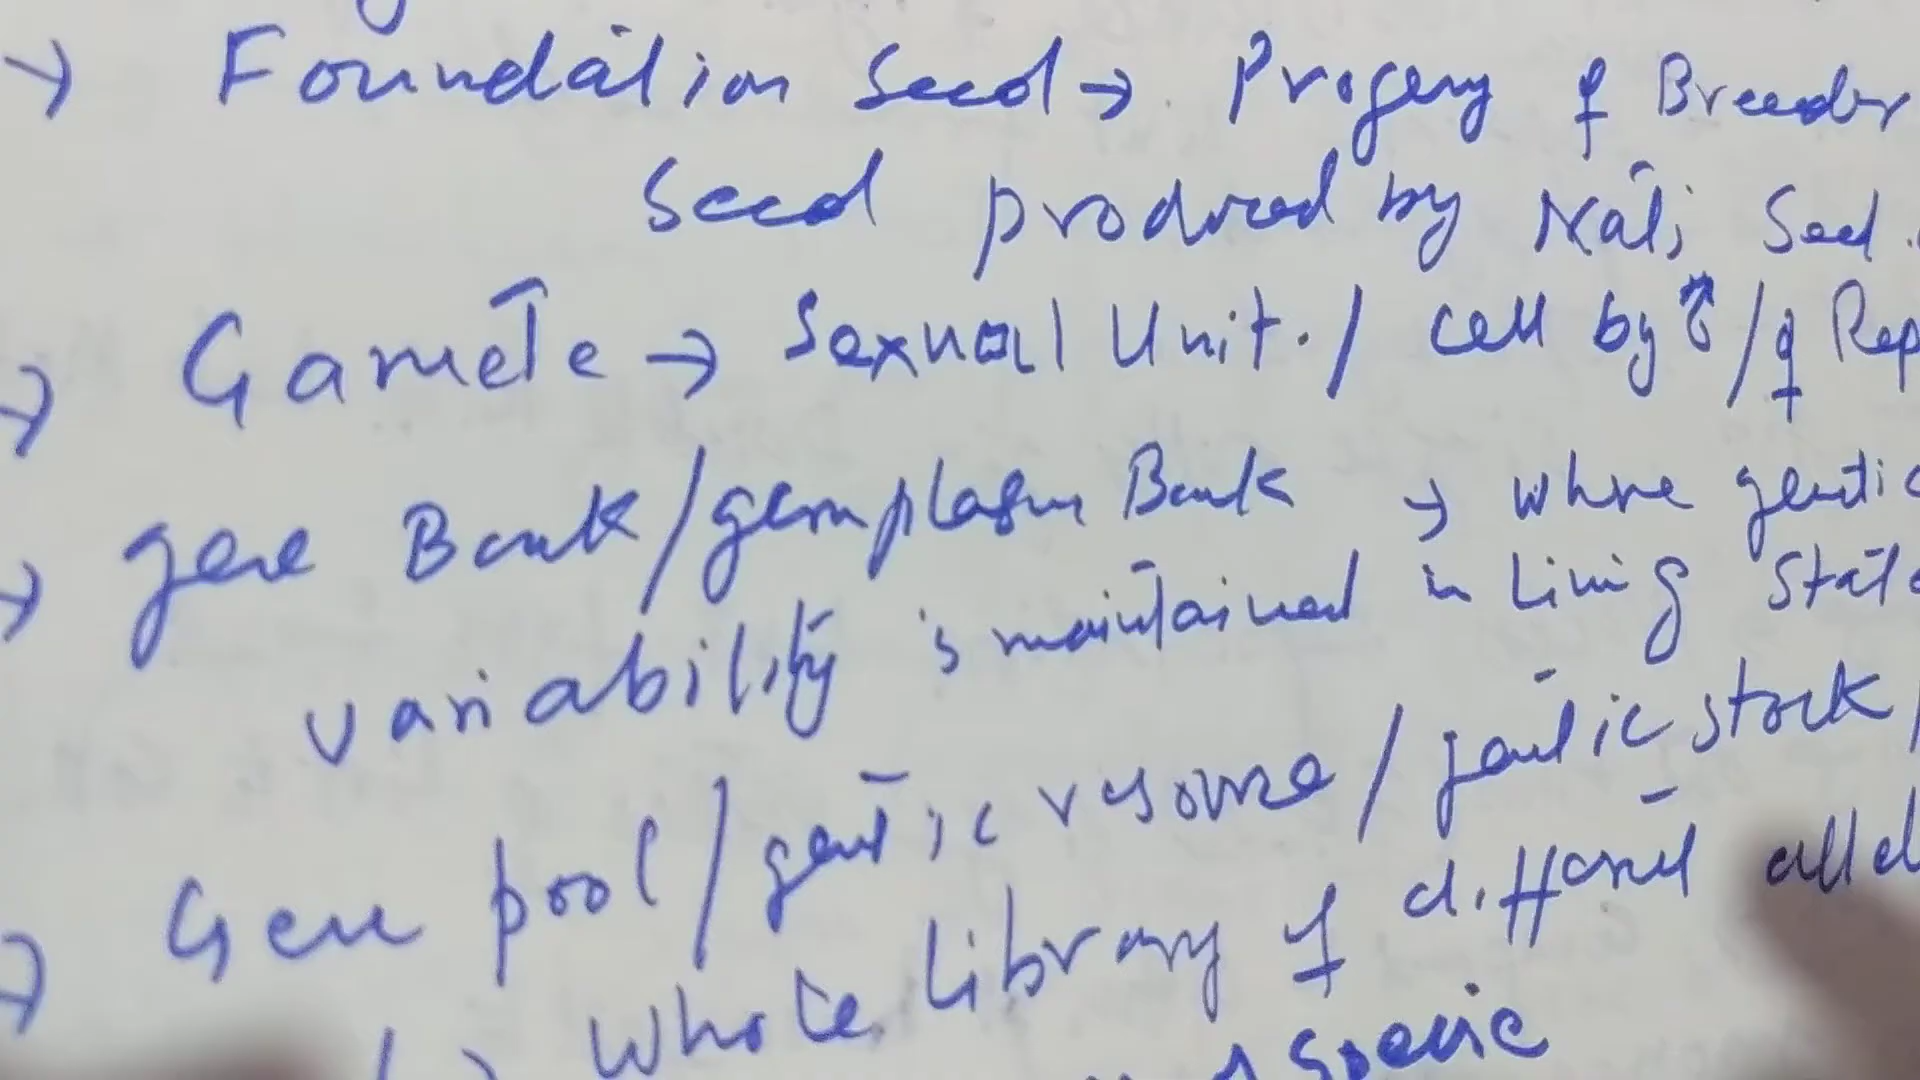 → Foundation Seed → Progeny of Breeder
Seed produced by Natl; Seed.
→ Gamete → Sexual Unit. / cell by ♂/♀ Rep
→ gene Bank/germplasm Bank → where genetic
variability is maintained in Living State
→ Gene pool/genetic resource/genetic stock/
↳ Whole Library of different allel
specie